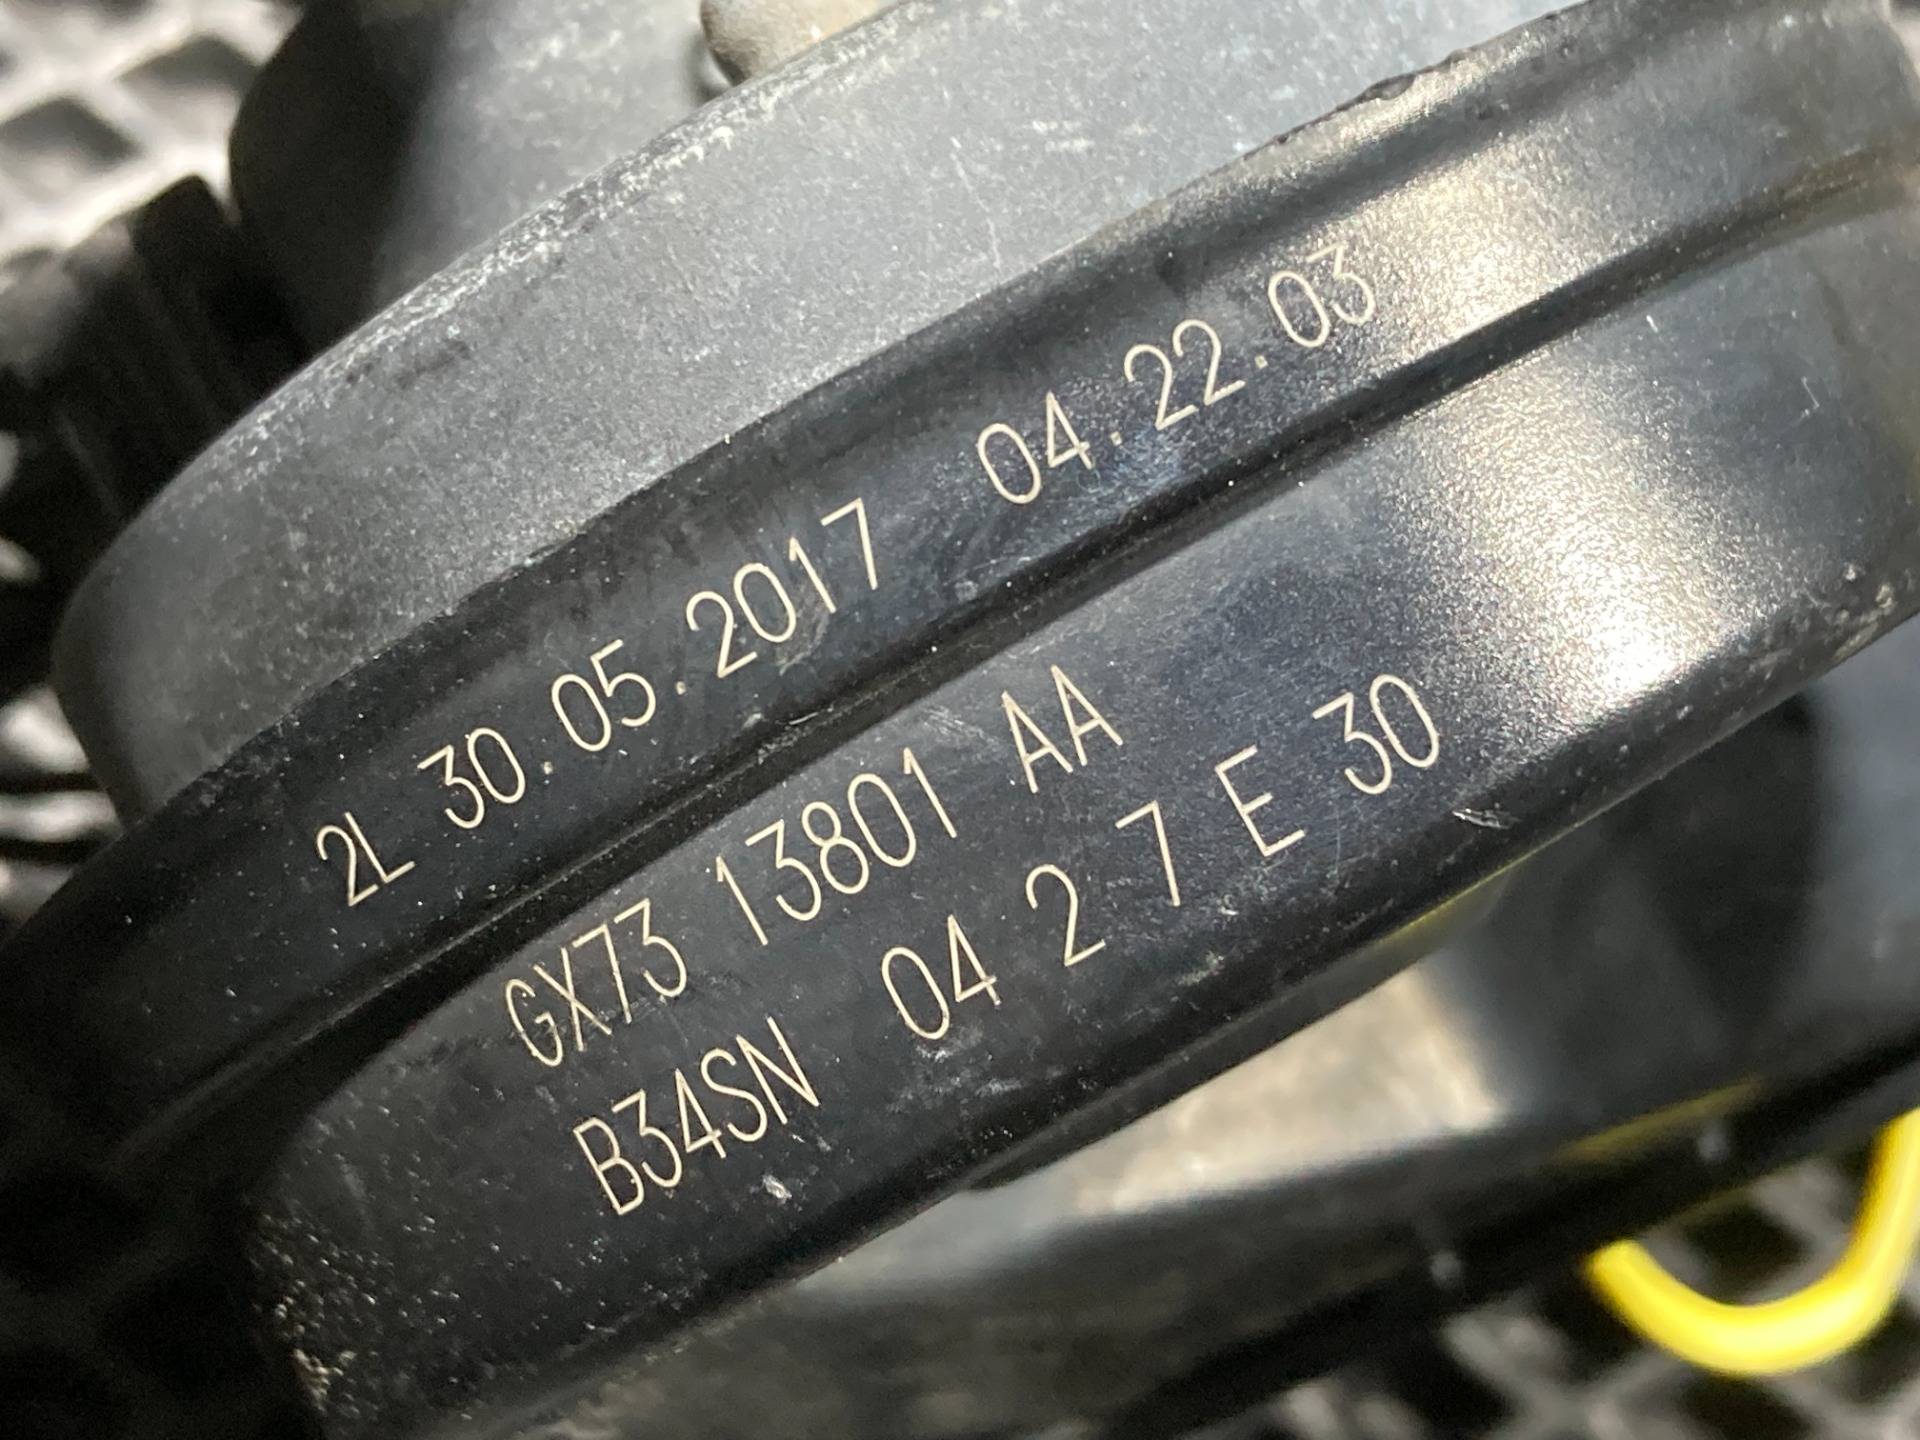 2L 30.05.2017 04.22.03
GX73 13801 AA
B34SN 04 2 7 E 30